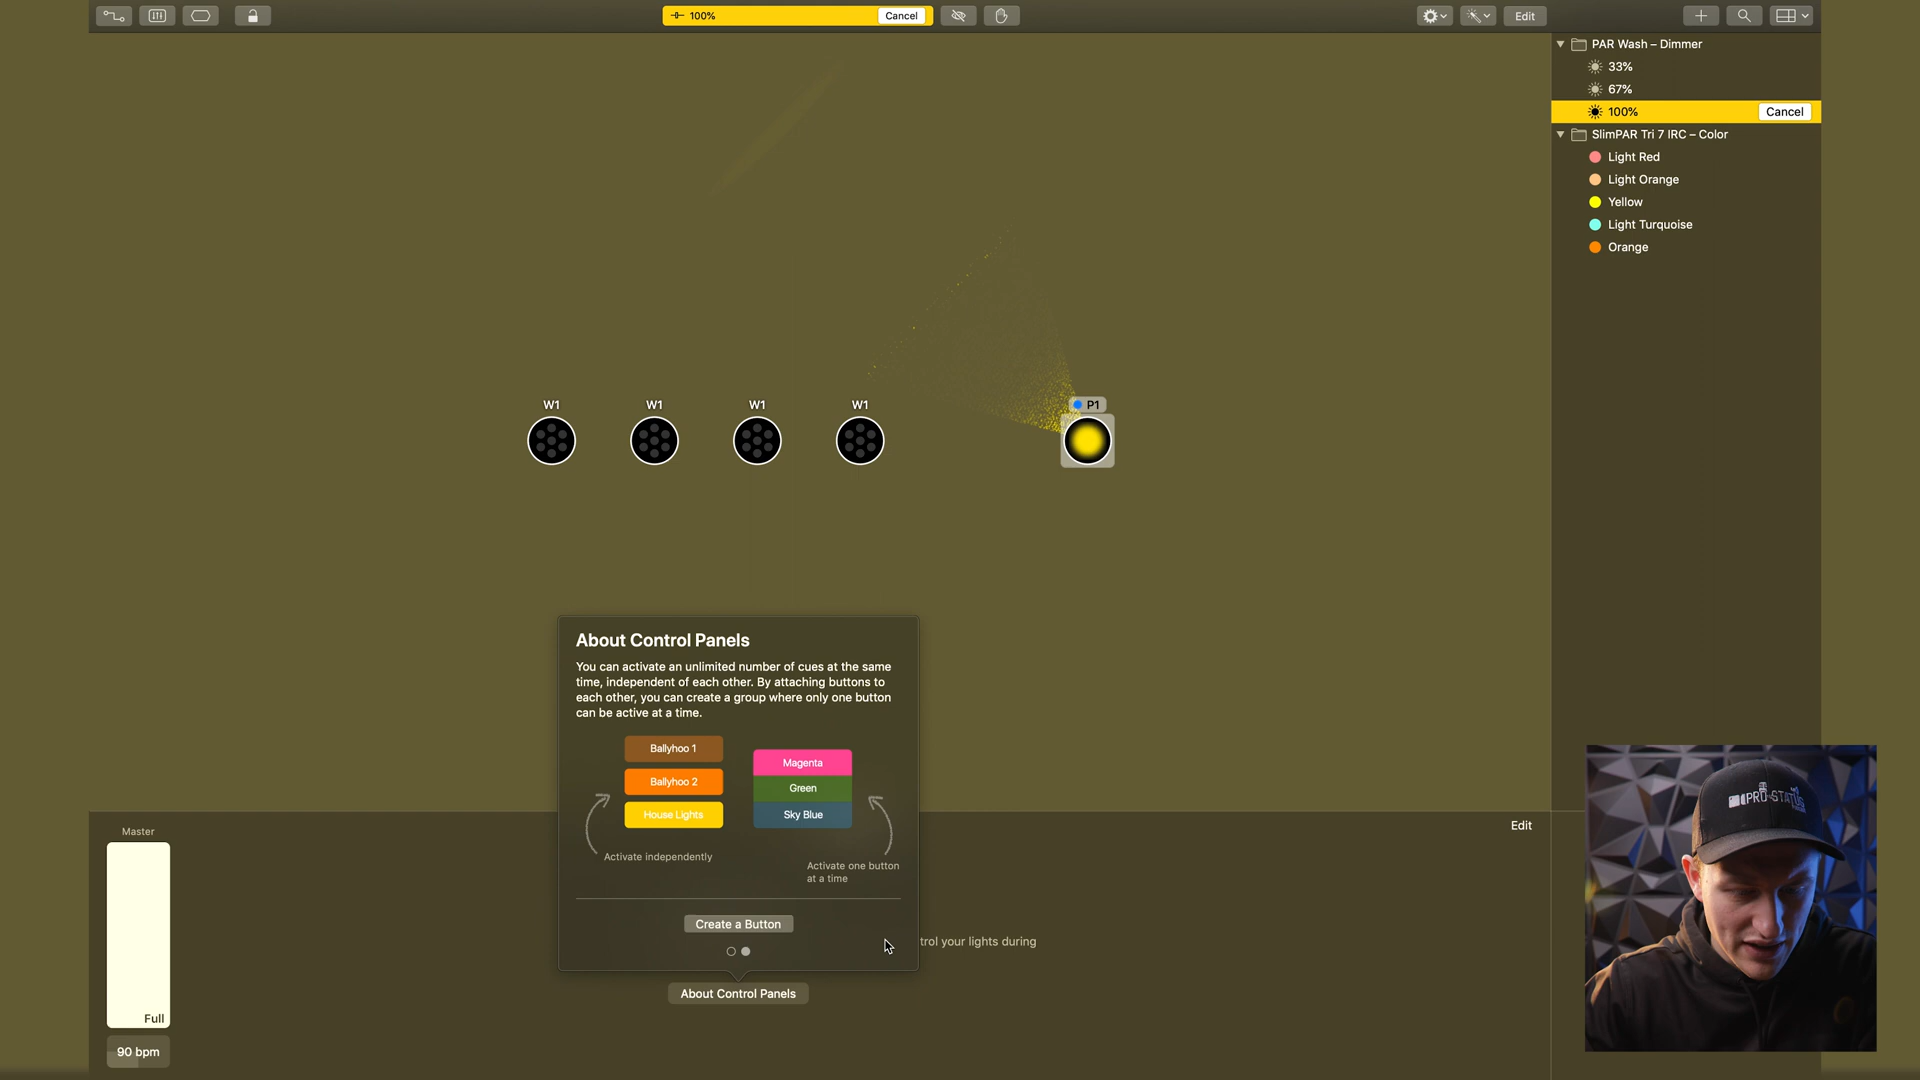 100% Cancel
Edit
PAR Wash – Dimmer
33%
67%
100% Cancel
SlimPAR Tri 7 IRC – Color
Light Red
Light Orange
Yellow
Light Turquoise
Orange
W1 W1 W1 W1 P1
About Control Panels
You can activate an unlimited number of cues at the same
time, independent of each other. By attaching buttons to
each other, you can create a group where only one button
can be active at a time.
Ballyhoo 1
Ballyhoo 2
House Lights
Activate independently
Magenta
Green
Sky Blue
Activate one button
at a time
Create a Button
trol your lights during
About Control Panels
Master
Full
90 bpm
Edit
PRO STATUS